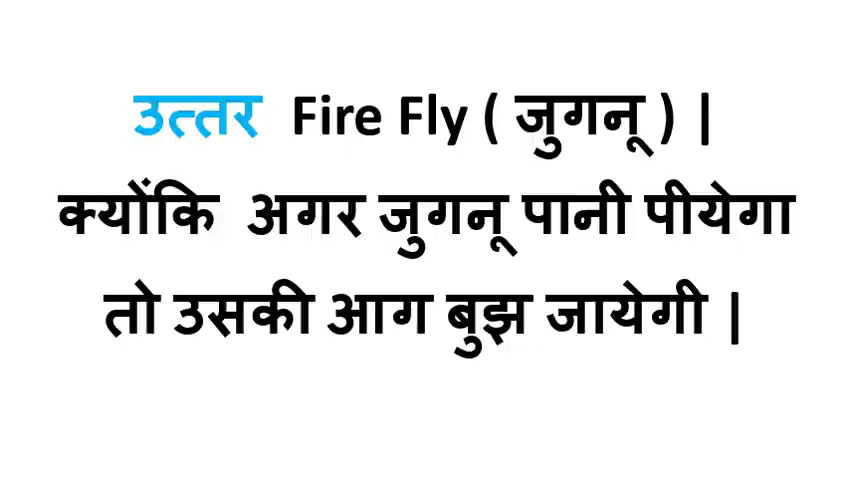 उत्तर Fire Fly ( जुगनू ) |
क्योंकि अगर जुगनू पानी पीयेगा
तो उसकी आग बुझ जायेगी |